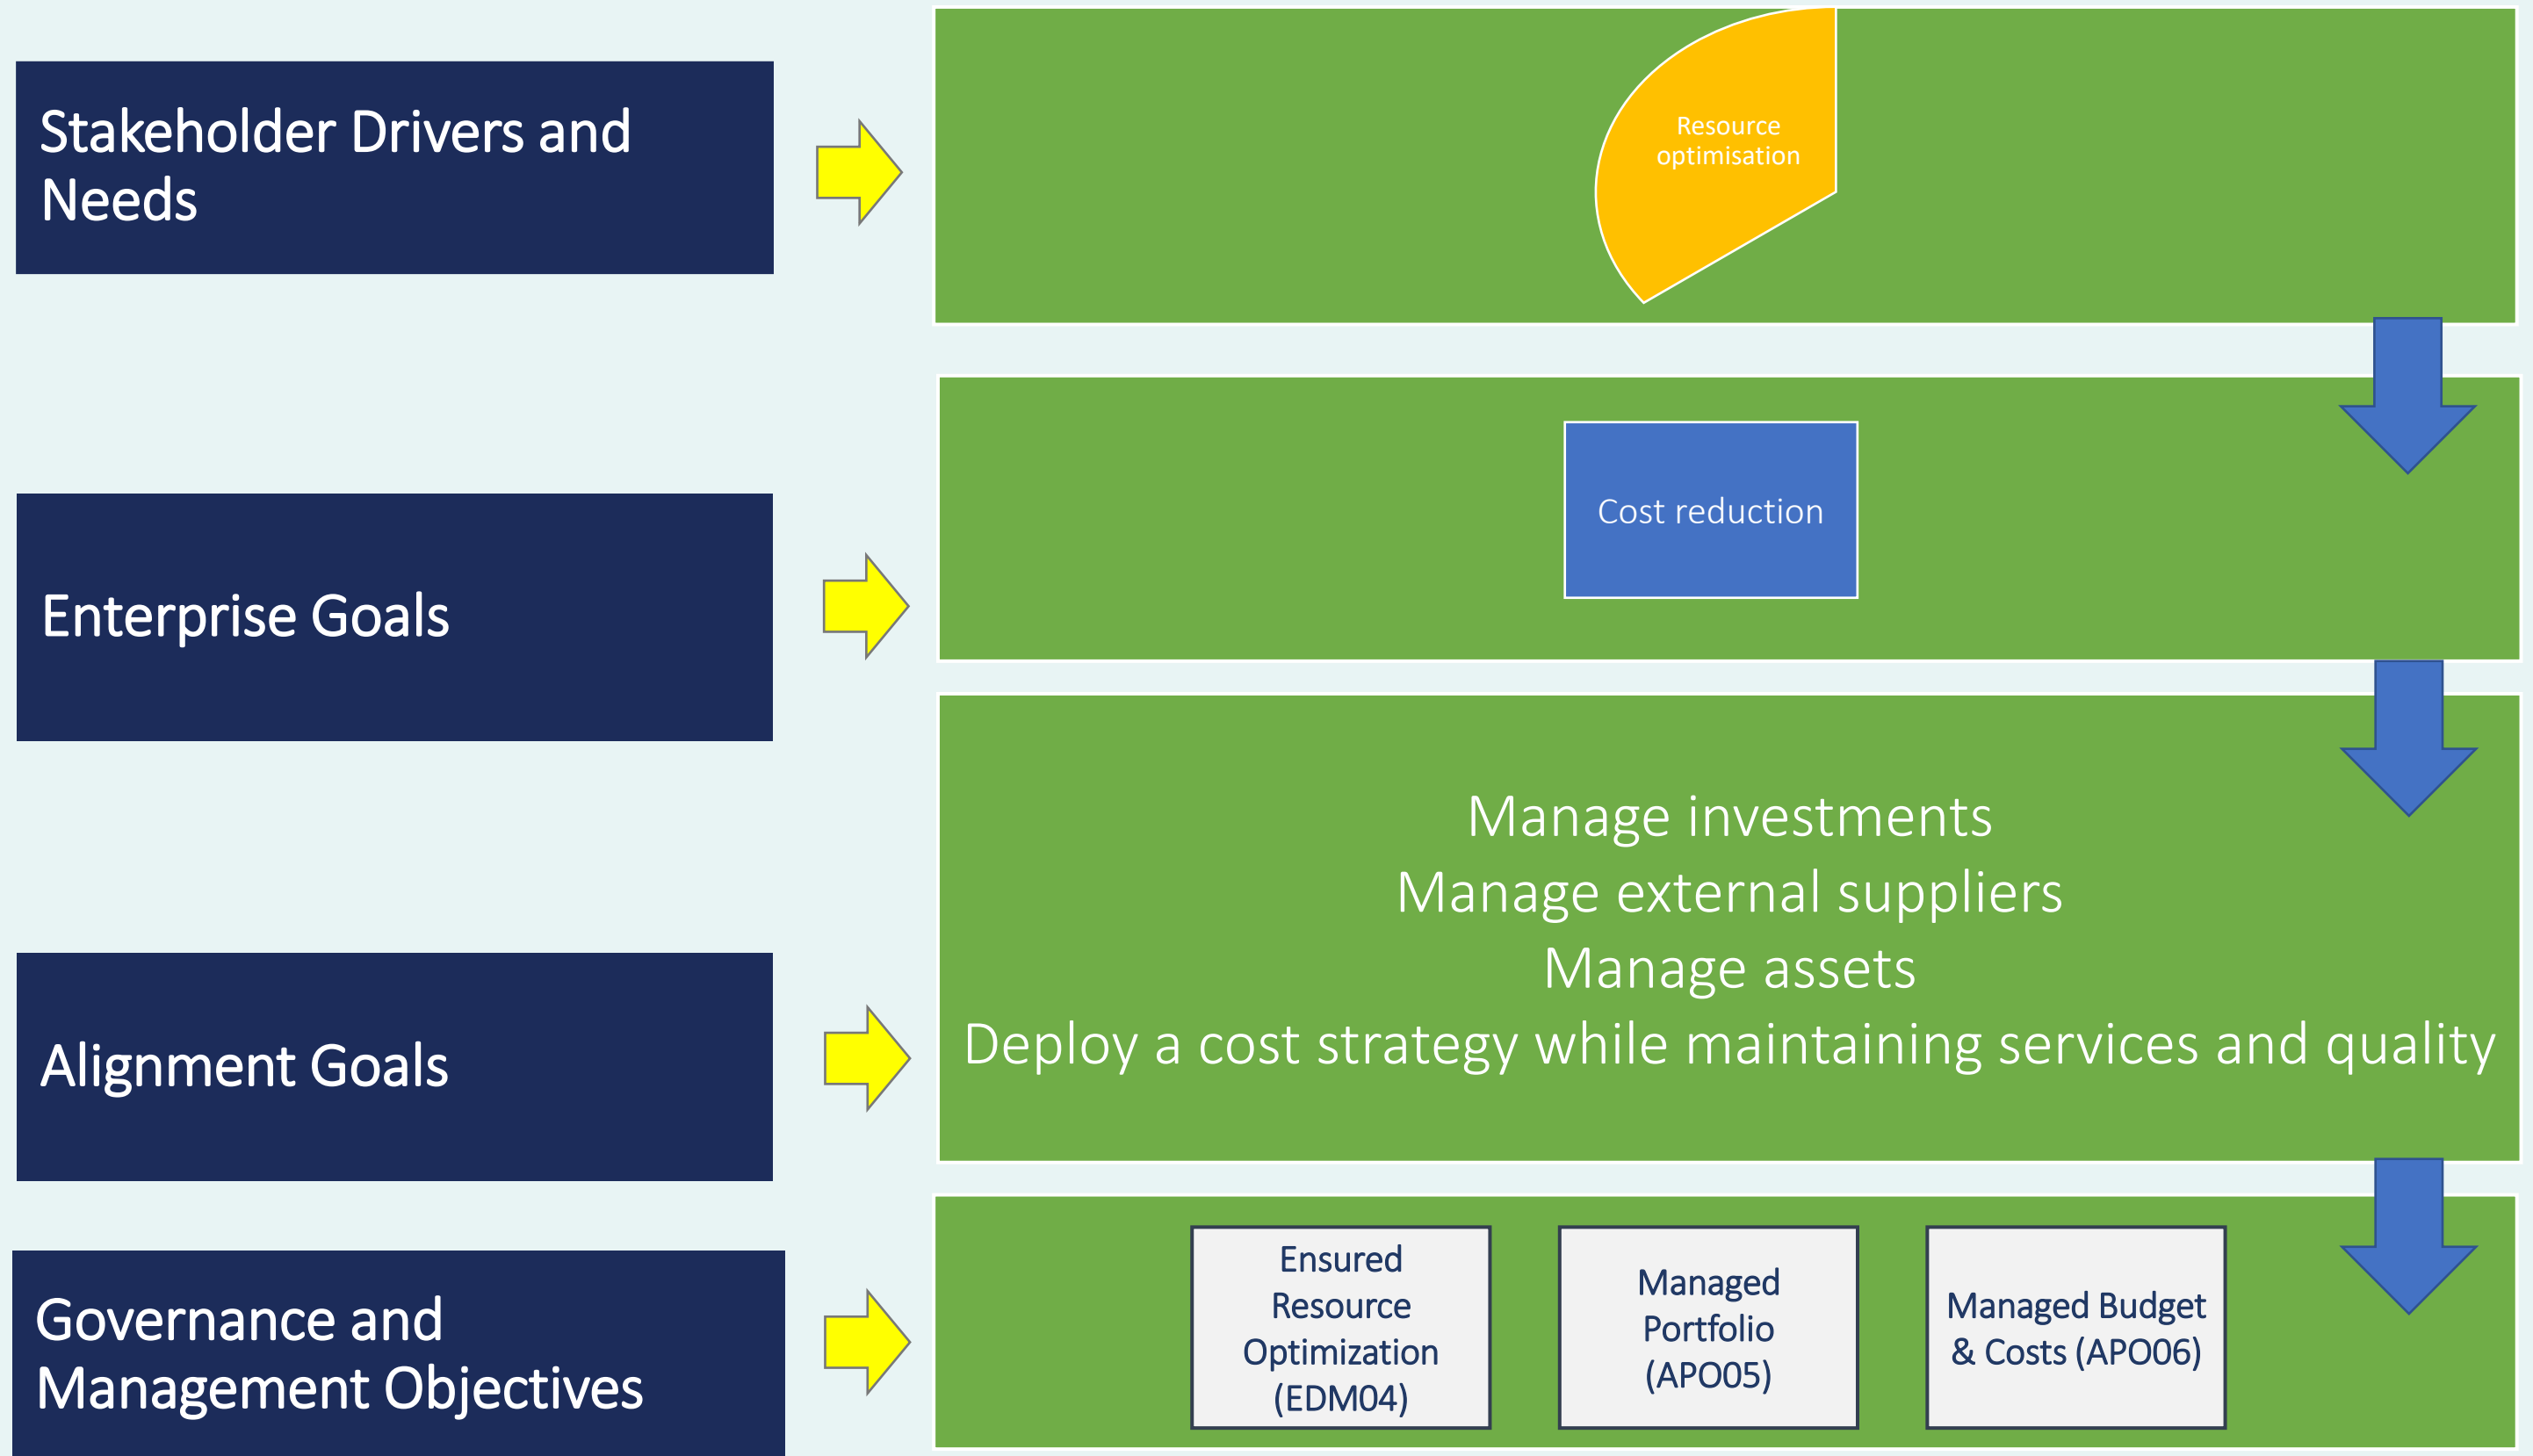 Stakeholder Drivers and
Needs
Resource
optimisation
Enterprise Goals
Cost reduction
Alignment Goals
Manage investments
Manage external suppliers
Manage assets
Deploy a cost strategy while maintaining services and quality
Governance and
Management Objectives
Ensured
Resource
Optimization
(EDM04)
Managed
Portfolio
(APO05)
Managed Budget
& Costs (APO06)